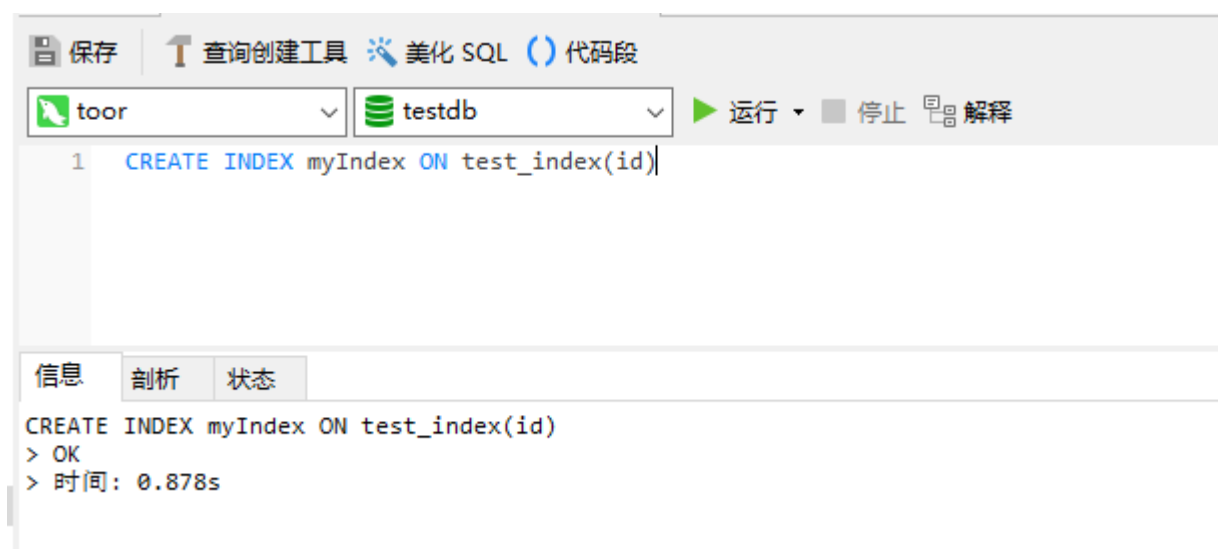 保存 查询创建工具 美化 SQL () 代码段
toor testdb 运行 停止 解释
1 CREATE INDEX myIndex ON test_index(id)
信息 剖析 状态
CREATE INDEX myIndex ON test_index(id)
> OK
> 时间: 0.878s